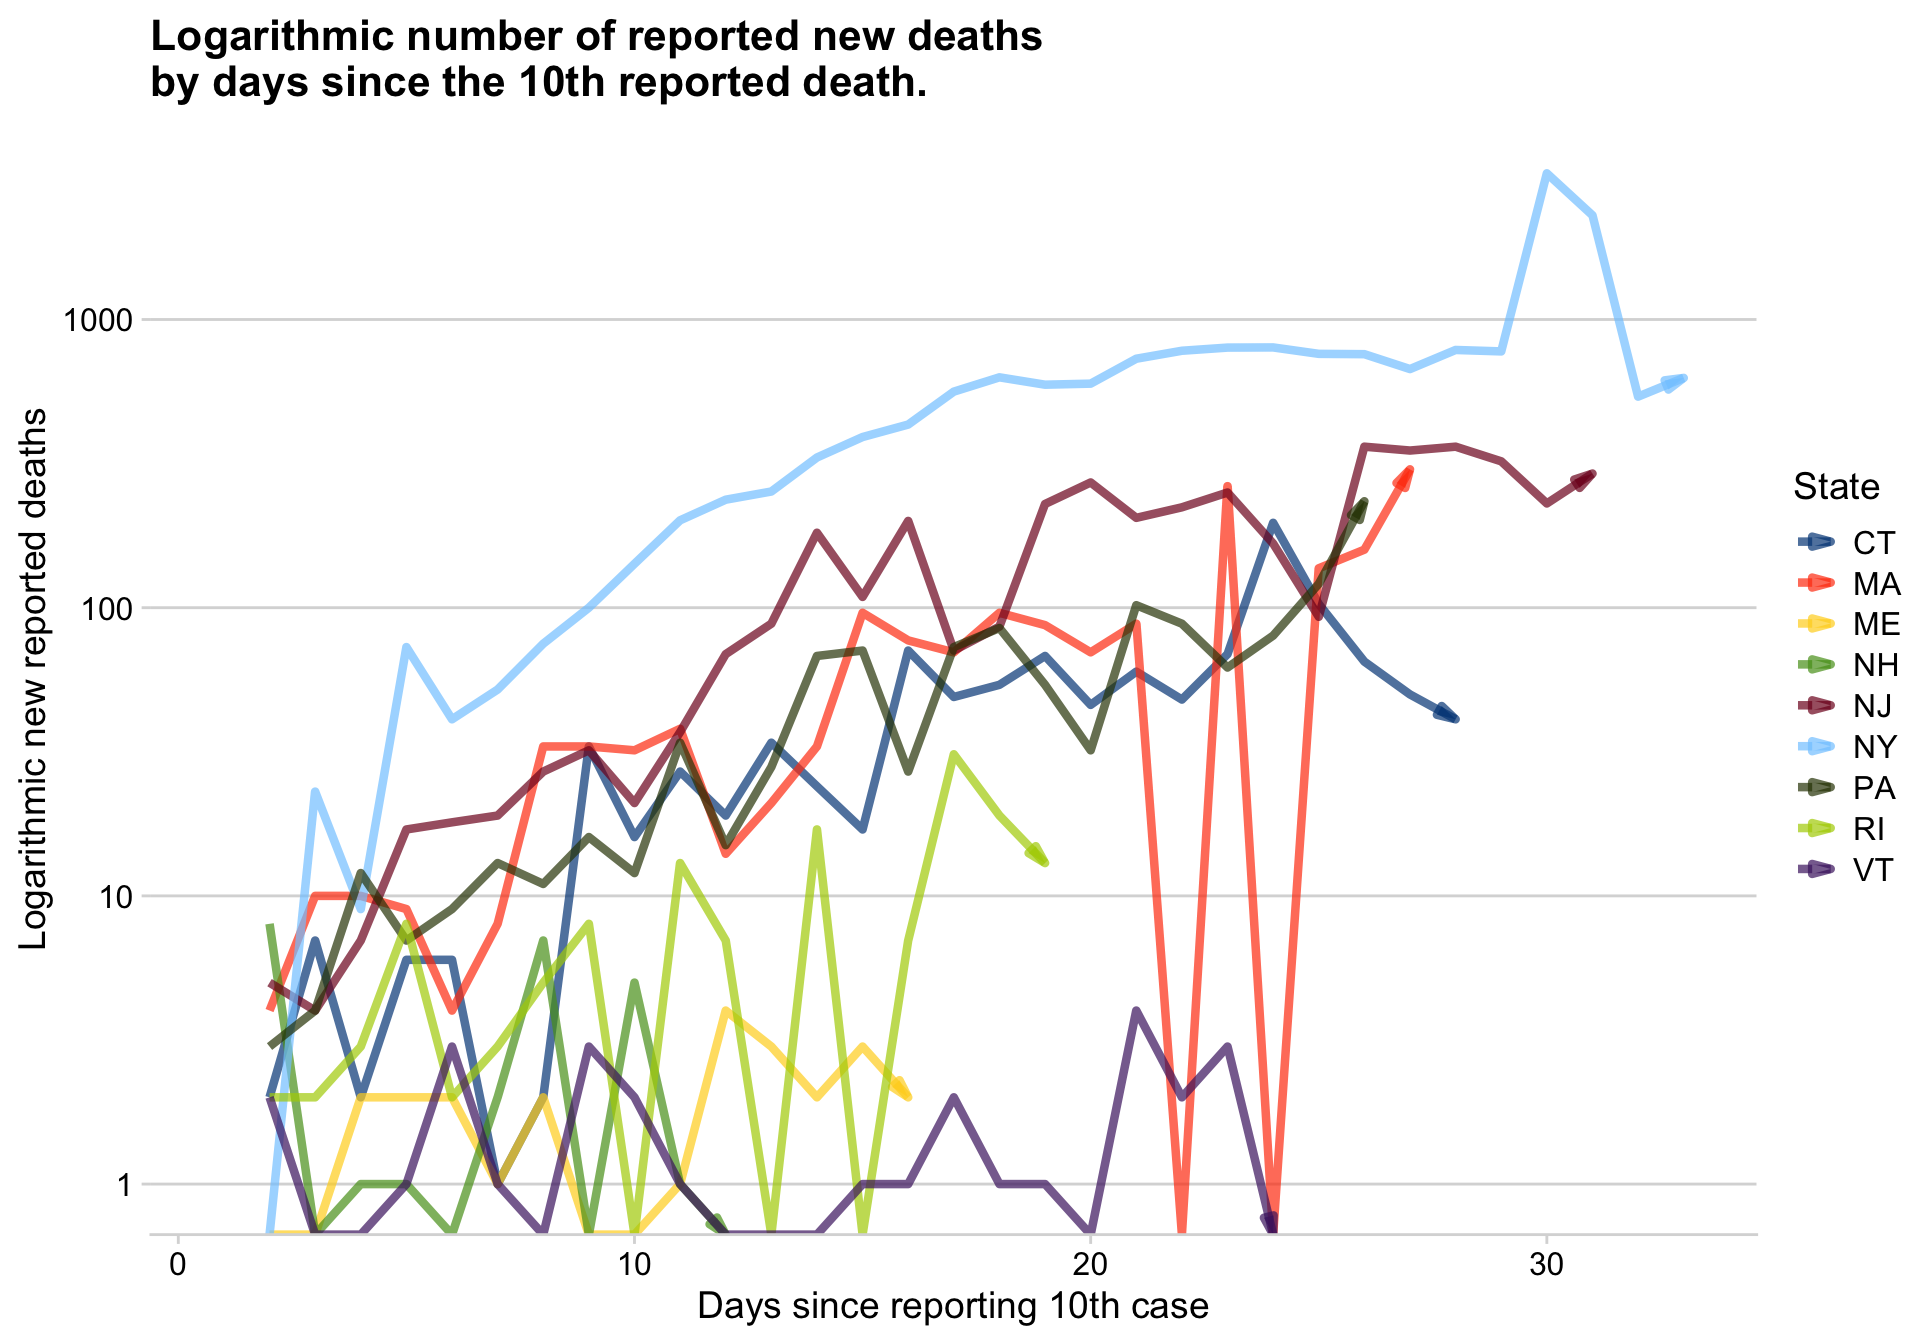 Logarithmic number of reported new deaths
by days since the 10th reported death.
Logarithmic new reported deaths
1000
100
10
1
0
10
20
30
Days since reporting 10th case
State
CT
MA
ME
NH
NJ
NY
PA
RI
VT